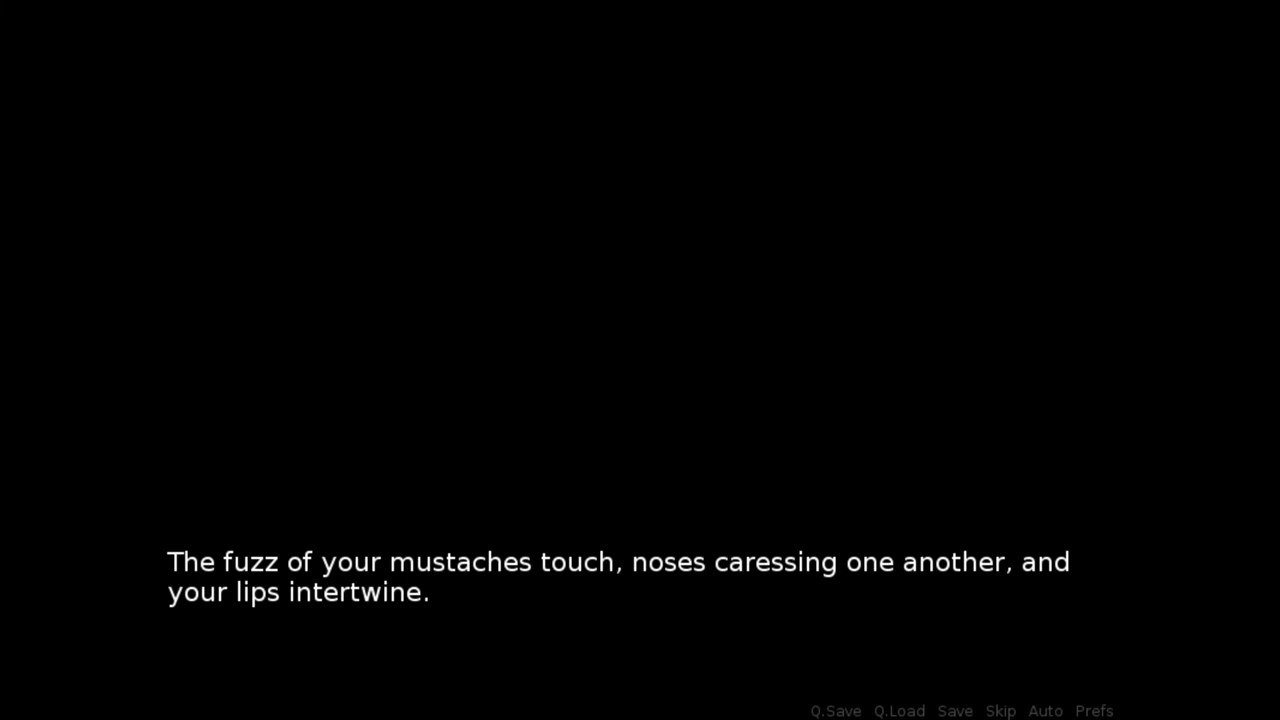 The fuzz of your mustaches touch, noses caressing one another, and
your lips intertwine.
Q.Save Q.Load Save Skip Auto Prefs